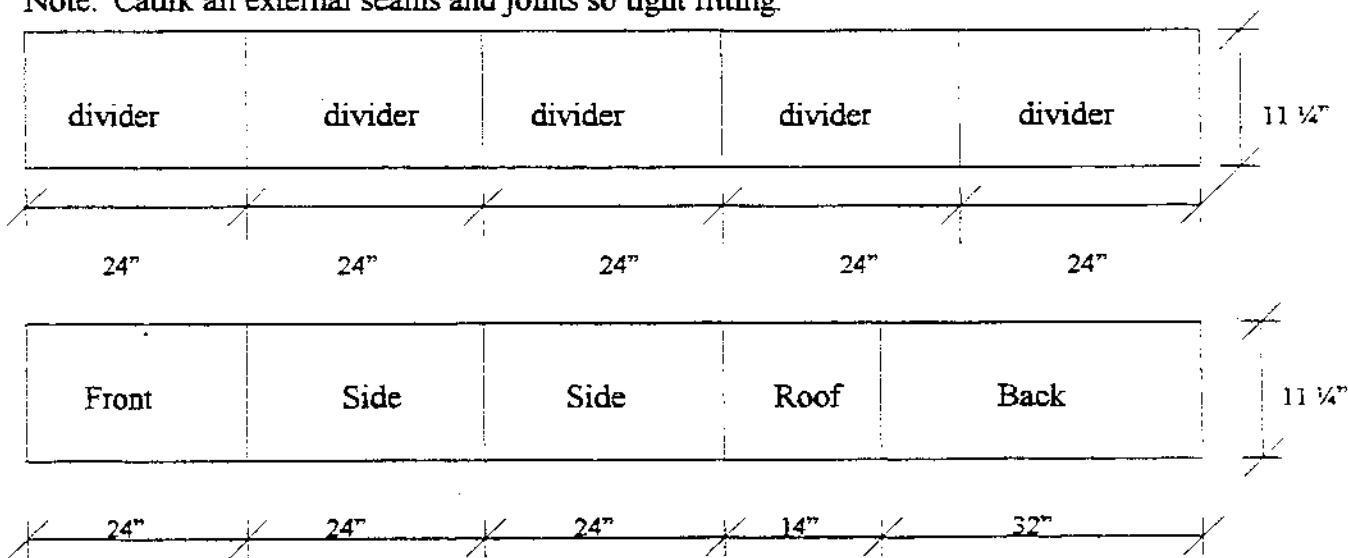 Note: Caulk all external seams and joints so tight fitting.
divider divider divider divider divider 11 ¼”
24” 24” 24” 24” 24”
Front Side Side Roof Back 11 ¼”
24” 24” 24” 14” 32”